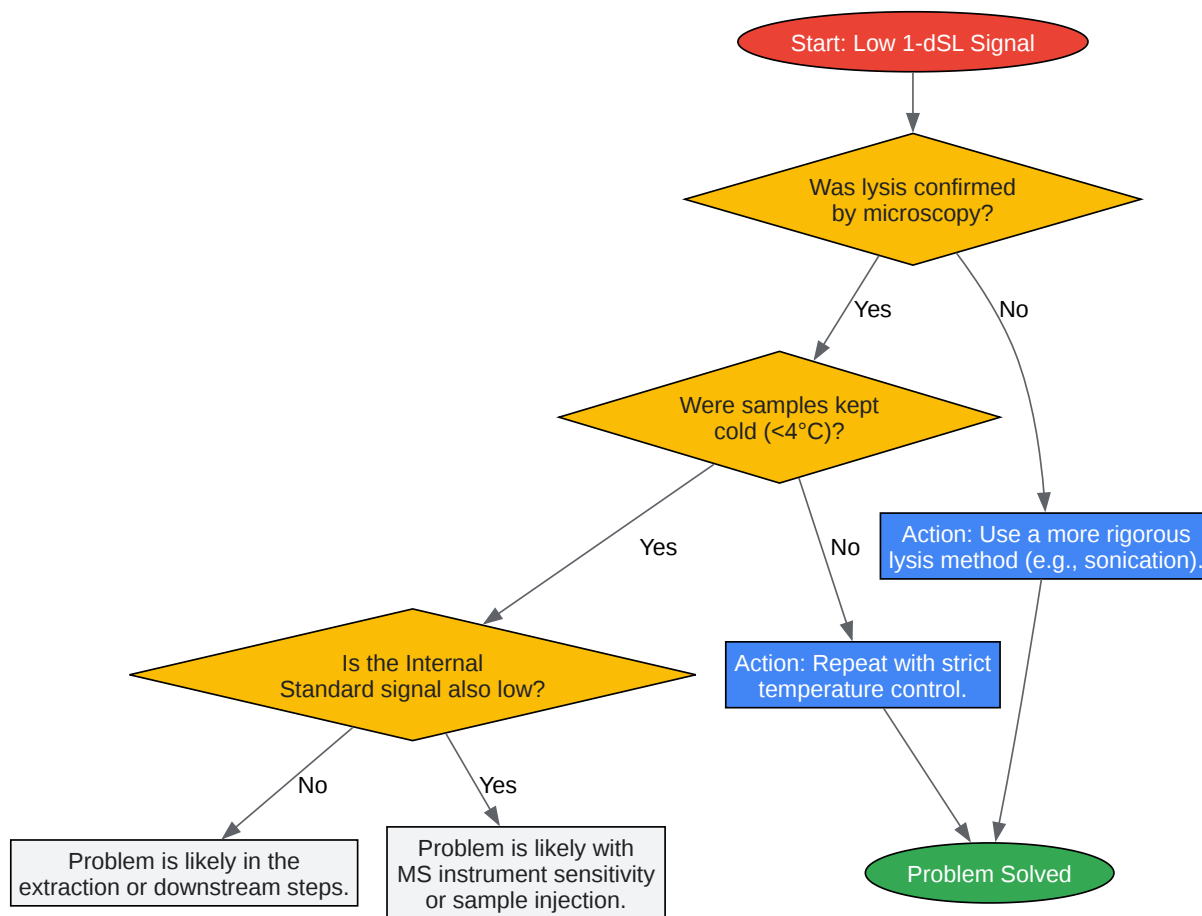 Start: Low 1-dSL Signal
Was lysis confirmed
by microscopy?
Yes
No
Were samples kept
cold (<4°C)?
Action: Use a more rigorous
lysis method (e.g., sonication).
Yes
No
Is the Internal
Standard signal also low?
Action: Repeat with strict
temperature control.
No
Yes
Problem is likely in the
extraction or downstream steps.
Problem is likely with
MS instrument sensitivity
or sample injection.
Problem Solved